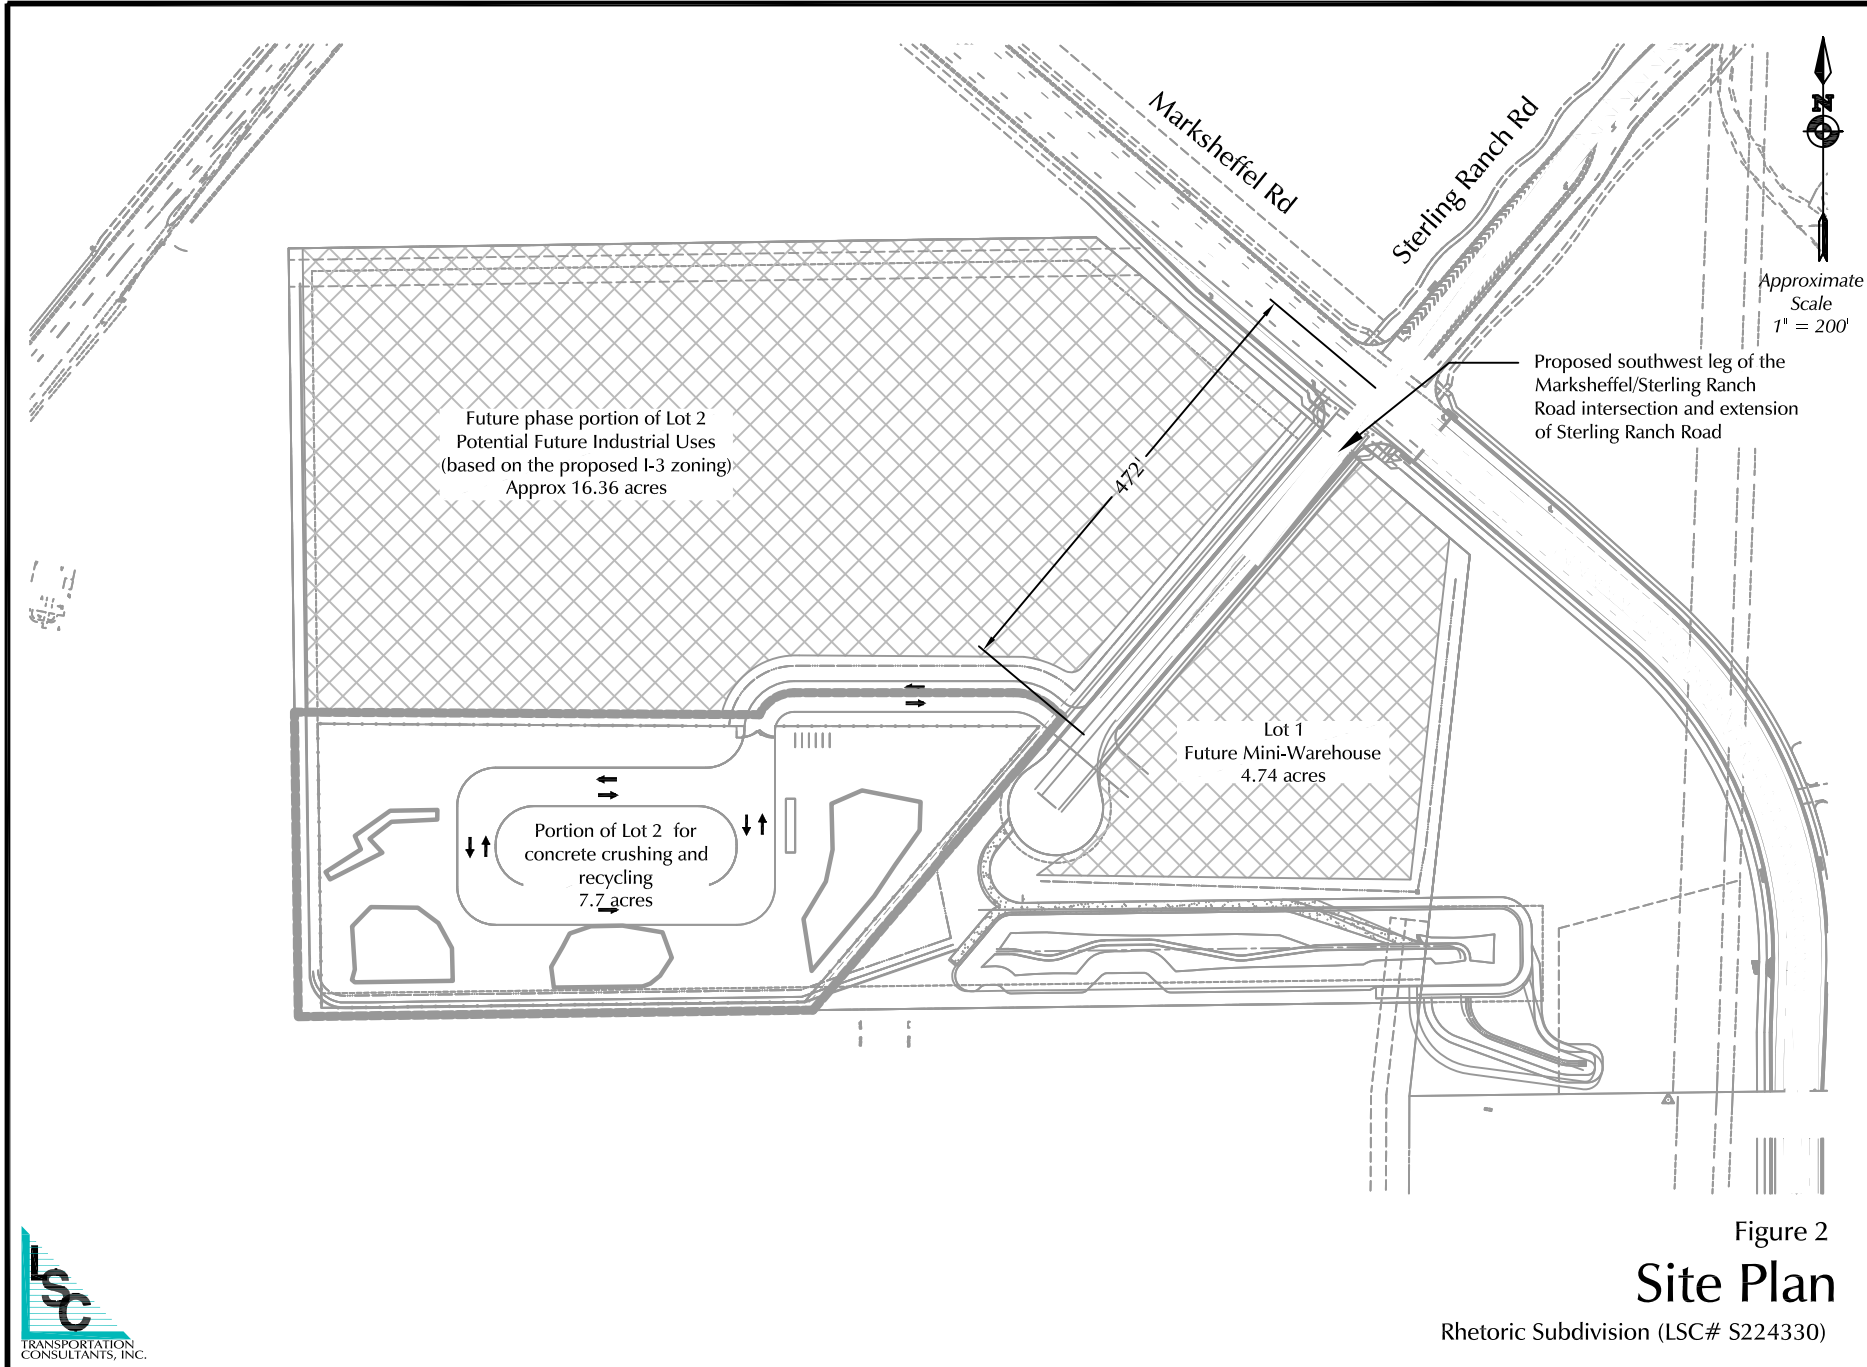 Marksheffel Rd
Sterling Ranch Rd
N
Approximate
Scale
1" = 200'
Proposed southwest leg of the
Marksheffel/Sterling Ranch
Road intersection and extension
of Sterling Ranch Road
Future phase portion of Lot 2
Potential Future Industrial Uses
(based on the proposed I-3 zoning)
Approx 16.36 acres
472'
Lot 1
Future Mini-Warehouse
4.74 acres
Portion of Lot 2 for
concrete crushing and
recycling
7.7 acres
Figure 2
Site Plan
Rhetoric Subdivision (LSC# S224330)
LSC
TRANSPORTATION
CONSULTANTS, INC.